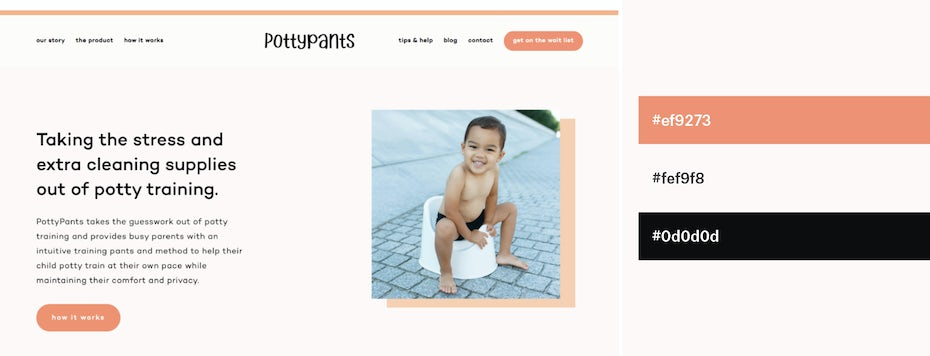 our story the product how it works
PottyPants
tips & help blog contact get on the wait list
Taking the stress and
extra cleaning supplies
out of potty training.
PottyPants takes the guesswork out of potty
training and provides busy parents with an
intuitive training pants and method to help their
child potty train at their own pace while
maintaining their comfort and privacy.
how it works
#ef9273
#fef9f8
#0d0d0d